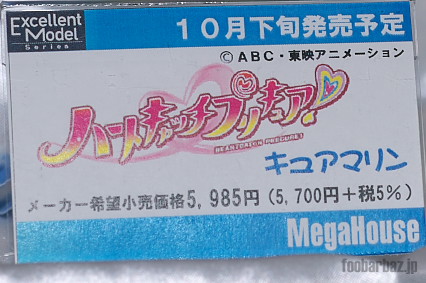 Excellent
Model
Series
10月下旬発売予定
©ABC・東映アニメーション
ハートキャッチプリキュア!
HEARTCATCH PRECURE!
キュアマリン
メーカー希望小売価格5,985円(5,700円+税5%)
MegaHouse
foobarbaz.jp